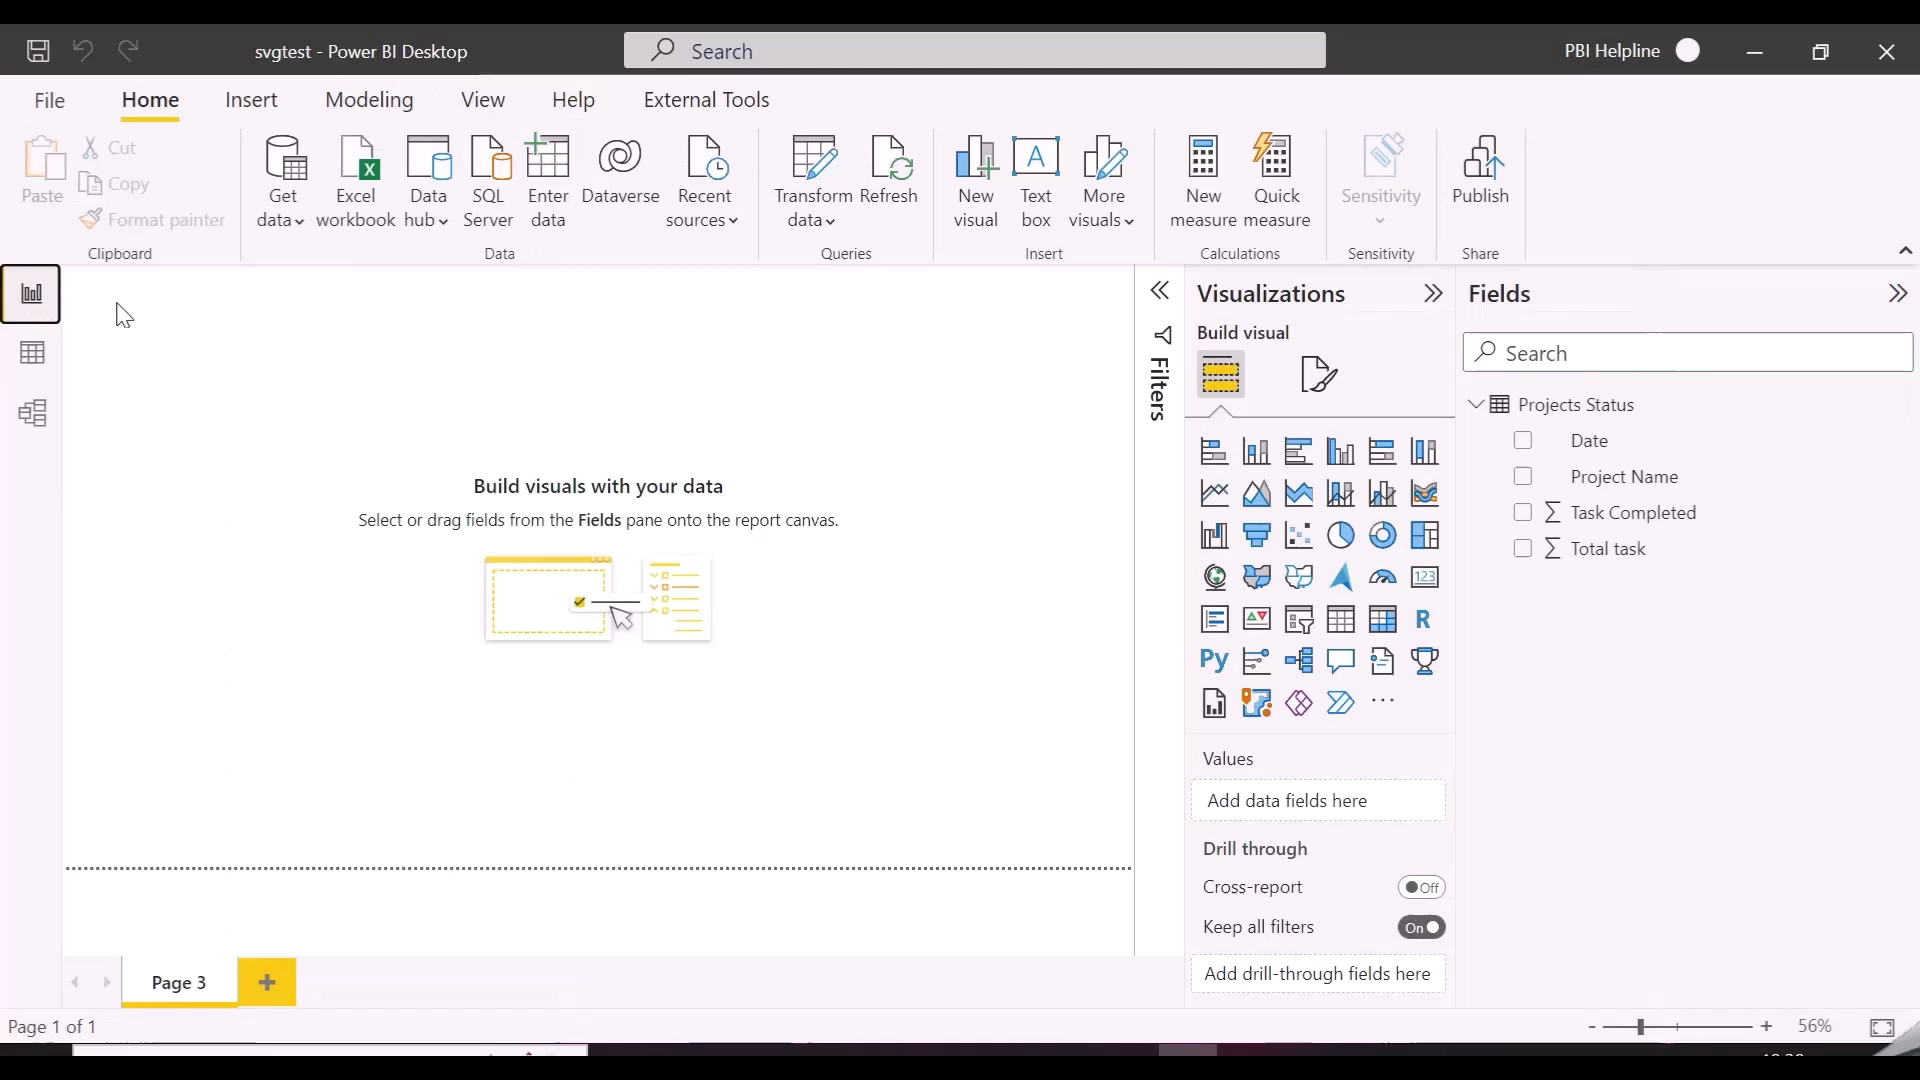 svgtest - Power BI Desktop
Search
PBI Helpline
File
Home
Insert
Modeling
View
Help
External Tools
Paste
Cut
Copy
Format painter
Clipboard
Get data
Excel workbook
Data hub
SQL Server
Enter data
Dataverse
Recent sources
Data
Transform data
Refresh
Queries
New visual
Text box
More visuals
Insert
New measure
Quick measure
Calculations
Sensitivity
Sensitivity
Publish
Share
Build visuals with your data
Select or drag fields from the Fields pane onto the report canvas.
Filters
Visualizations
Build visual
123
R
Py
Values
Add data fields here
Drill through
Cross-report
Off
Keep all filters
On
Add drill-through fields here
Fields
Search
Projects Status
Date
Project Name
Task Completed
Total task
Page 3
Page 1 of 1
56%